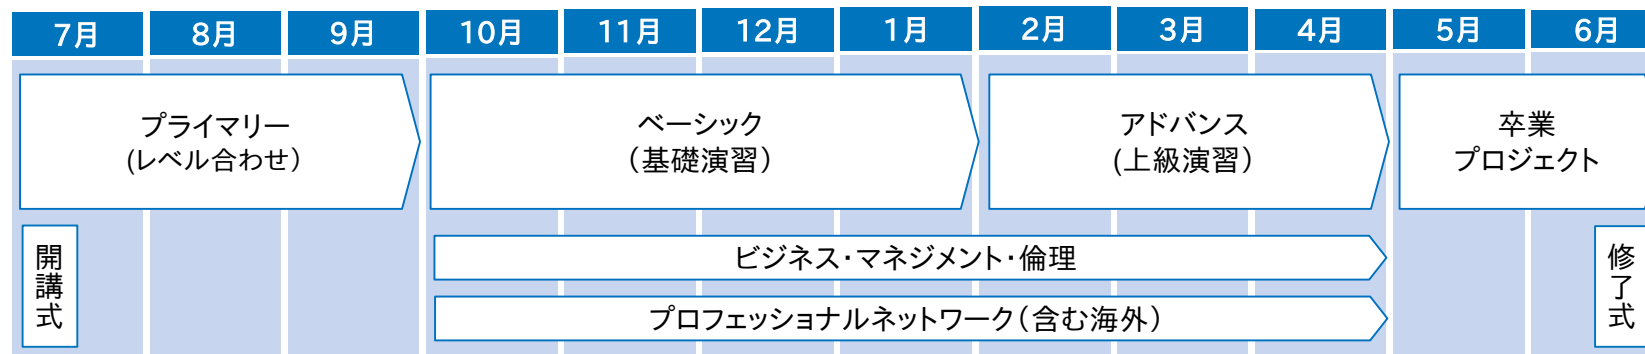 7月 8月 9月 10月 11月 12月 1月 2月 3月 4月 5月 6月
プライマリー
(レベル合わせ）
ベーシック
（基礎演習）
アドバンス
(上級演習）
卒業
プロジェクト
開講式
ビジネス・マネジメント・倫理
プロフェッショナルネットワーク（含む海外）
修了式